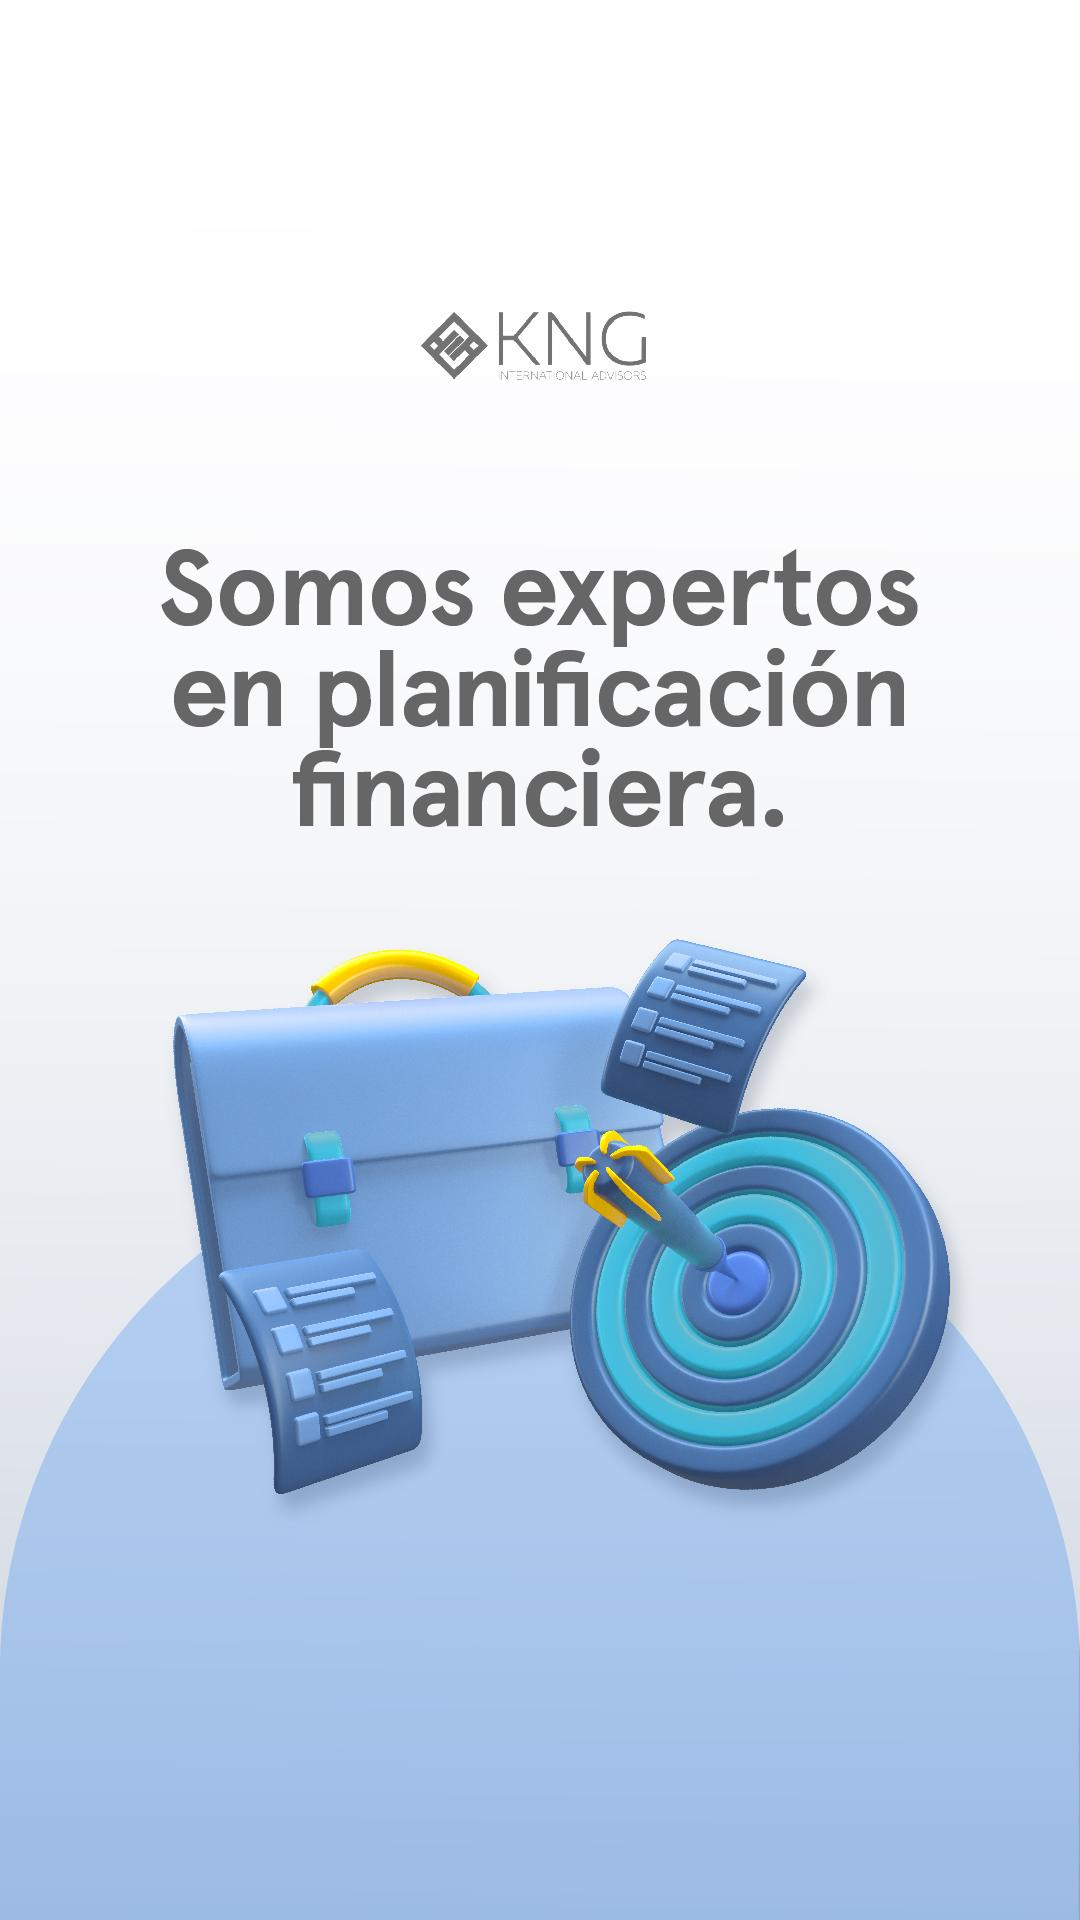 KNG
INTERNATIONAL ADVISORS
Somos expertos
en planificación
financiera.